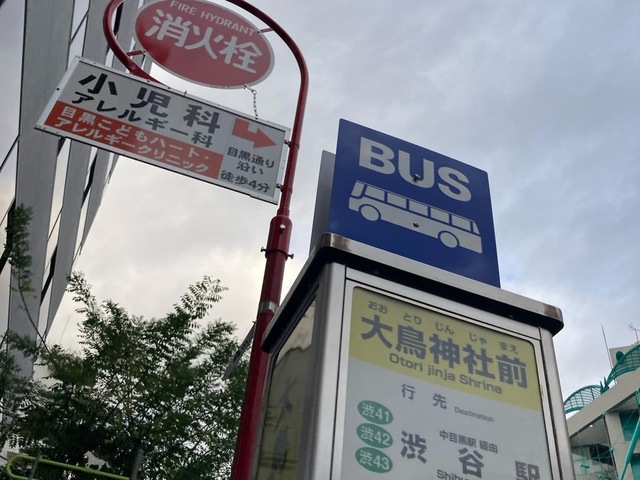 FIRE HYDRANT
消火栓
小児科
アレルギー科
目黒こどもハート・
アレルギークリニック
目黒通り
沿い
徒歩4分
BUS
おおとりじんじゃまえ
大鳥神社前
Otori jinja Shrine
行先 Destination
渋41
渋42
渋43
中目黒駅 経由
渋谷駅